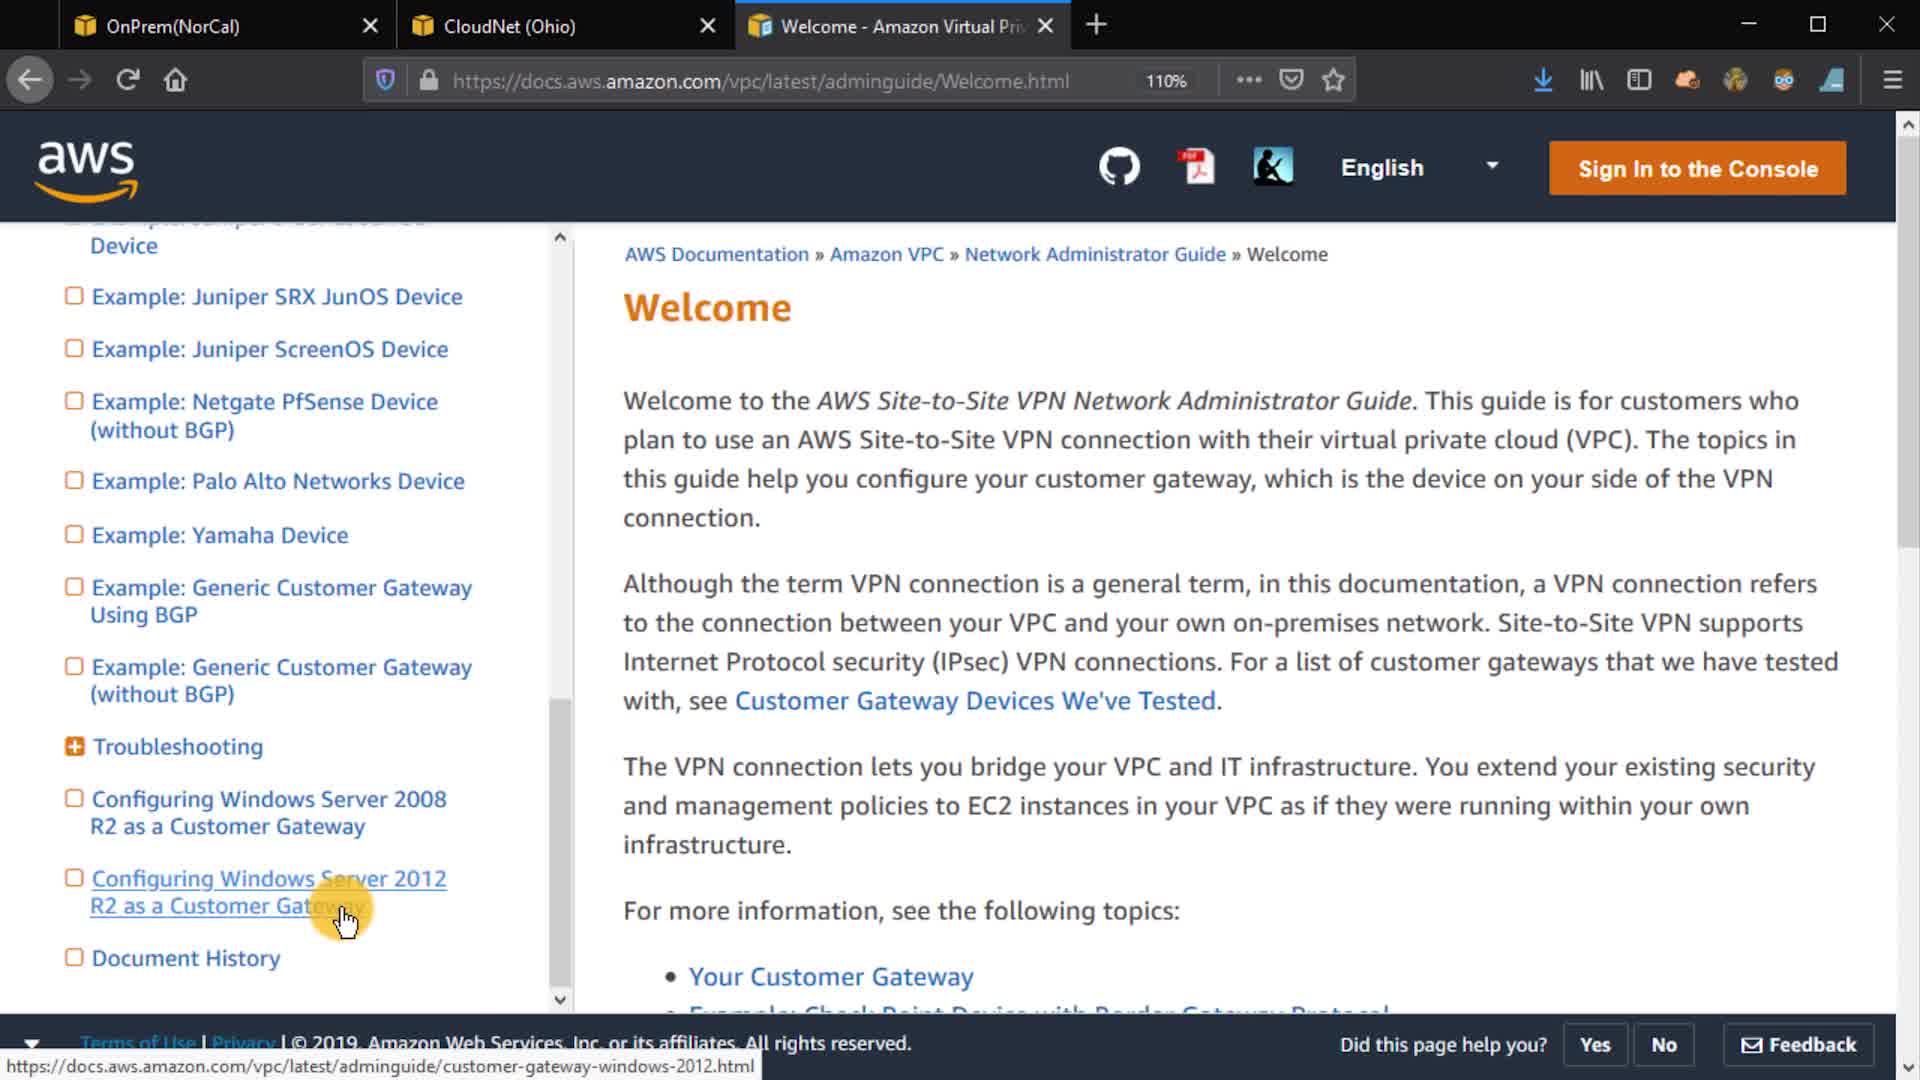 OnPrem(NorCal)
CloudNet (Ohio)
Welcome - Amazon Virtual Pri
https://docs.aws.amazon.com/vpc/latest/adminguide/Welcome.html
110%
aws
PDF
English
Sign In to the Console
Device
Example: Juniper SRX JunOS Device
Example: Juniper ScreenOS Device
Example: Netgate PfSense Device
(without BGP)
Example: Palo Alto Networks Device
Example: Yamaha Device
Example: Generic Customer Gateway
Using BGP
Example: Generic Customer Gateway
(without BGP)
Troubleshooting
Configuring Windows Server 2008
R2 as a Customer Gateway
Configuring Windows Server 2012
R2 as a Customer Gateway
Document History
AWS Documentation » Amazon VPC » Network Administrator Guide » Welcome
Welcome
Welcome to the AWS Site-to-Site VPN Network Administrator Guide. This guide is for customers who
plan to use an AWS Site-to-Site VPN connection with their virtual private cloud (VPC). The topics in
this guide help you configure your customer gateway, which is the device on your side of the VPN
connection.
Although the term VPN connection is a general term, in this documentation, a VPN connection refers
to the connection between your VPC and your own on-premises network. Site-to-Site VPN supports
Internet Protocol security (IPsec) VPN connections. For a list of customer gateways that we have tested
with, see Customer Gateway Devices We've Tested.
The VPN connection lets you bridge your VPC and IT infrastructure. You extend your existing security
and management policies to EC2 instances in your VPC as if they were running within your own
infrastructure.
For more information, see the following topics:
• Your Customer Gateway
• Example: Check Point Device with Border Gateway Protocol
Terms of Use | Privacy | © 2019, Amazon Web Services, Inc. or its affiliates. All rights reserved.
Did this page help you?
Yes
No
Feedback
https://docs.aws.amazon.com/vpc/latest/adminguide/customer-gateway-windows-2012.html